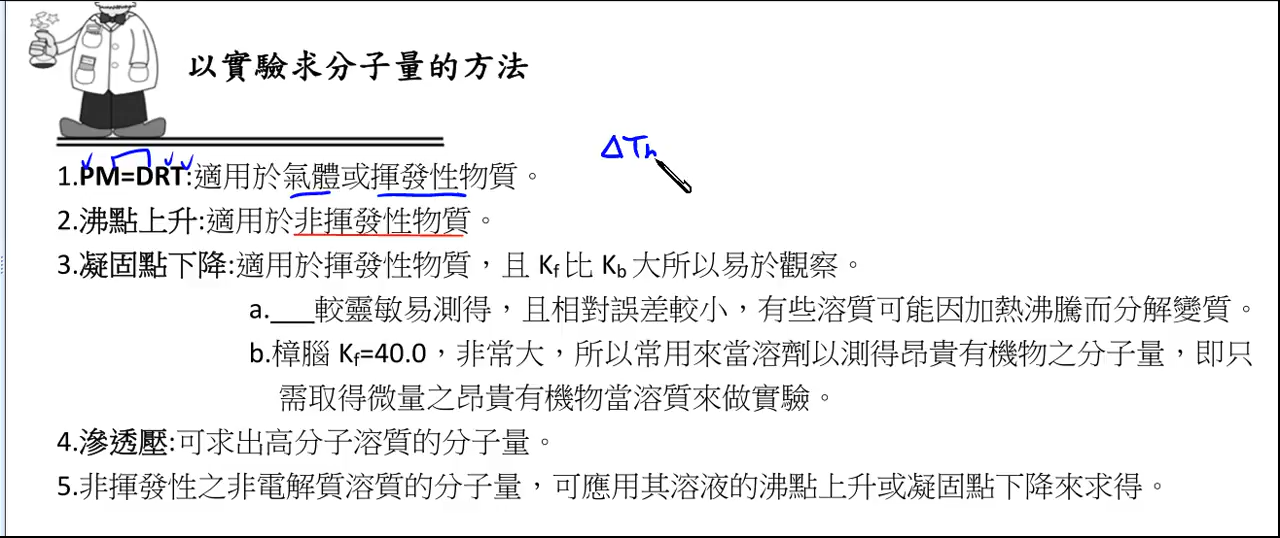 以實驗求分子量的方法
ΔTb
1.PM=DRT:適用於氣體或揮發性物質。
2.沸點上升:適用於非揮發性物質。
3.凝固點下降:適用於揮發性物質，且 Kf 比 Kb 大所以易於觀察。
a.___較靈敏易測得，且相對誤差較小，有些溶質可能因加熱沸騰而分解變質。
b.樟腦 Kf=40.0，非常大，所以常用來當溶劑以測得昂貴有機物之分子量，即只
需取得微量之昂貴有機物當溶質來做實驗。
4.滲透壓:可求出高分子溶質的分子量。
5.非揮發性之非電解質溶質的分子量，可應用其溶液的沸點上升或凝固點下降來求得。